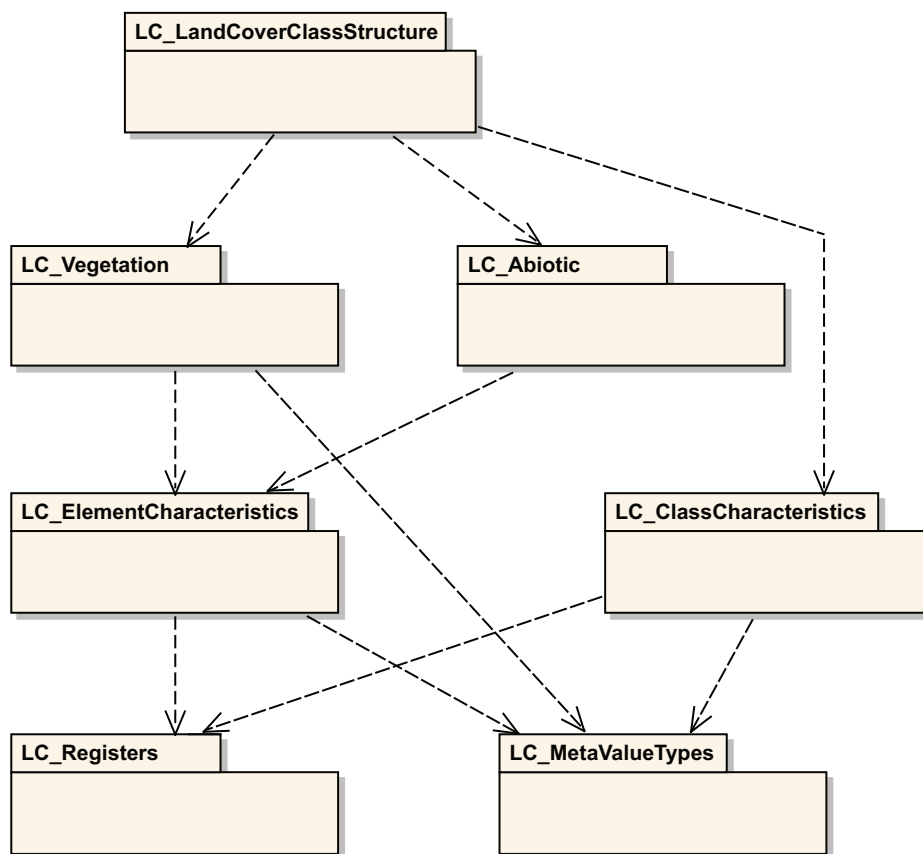 LC_LandCoverClassStructure
LC_Vegetation
LC_Abiotic
LC_ElementCharacteristics
LC_ClassCharacteristics
LC_Registers
LC_MetaValueTypes